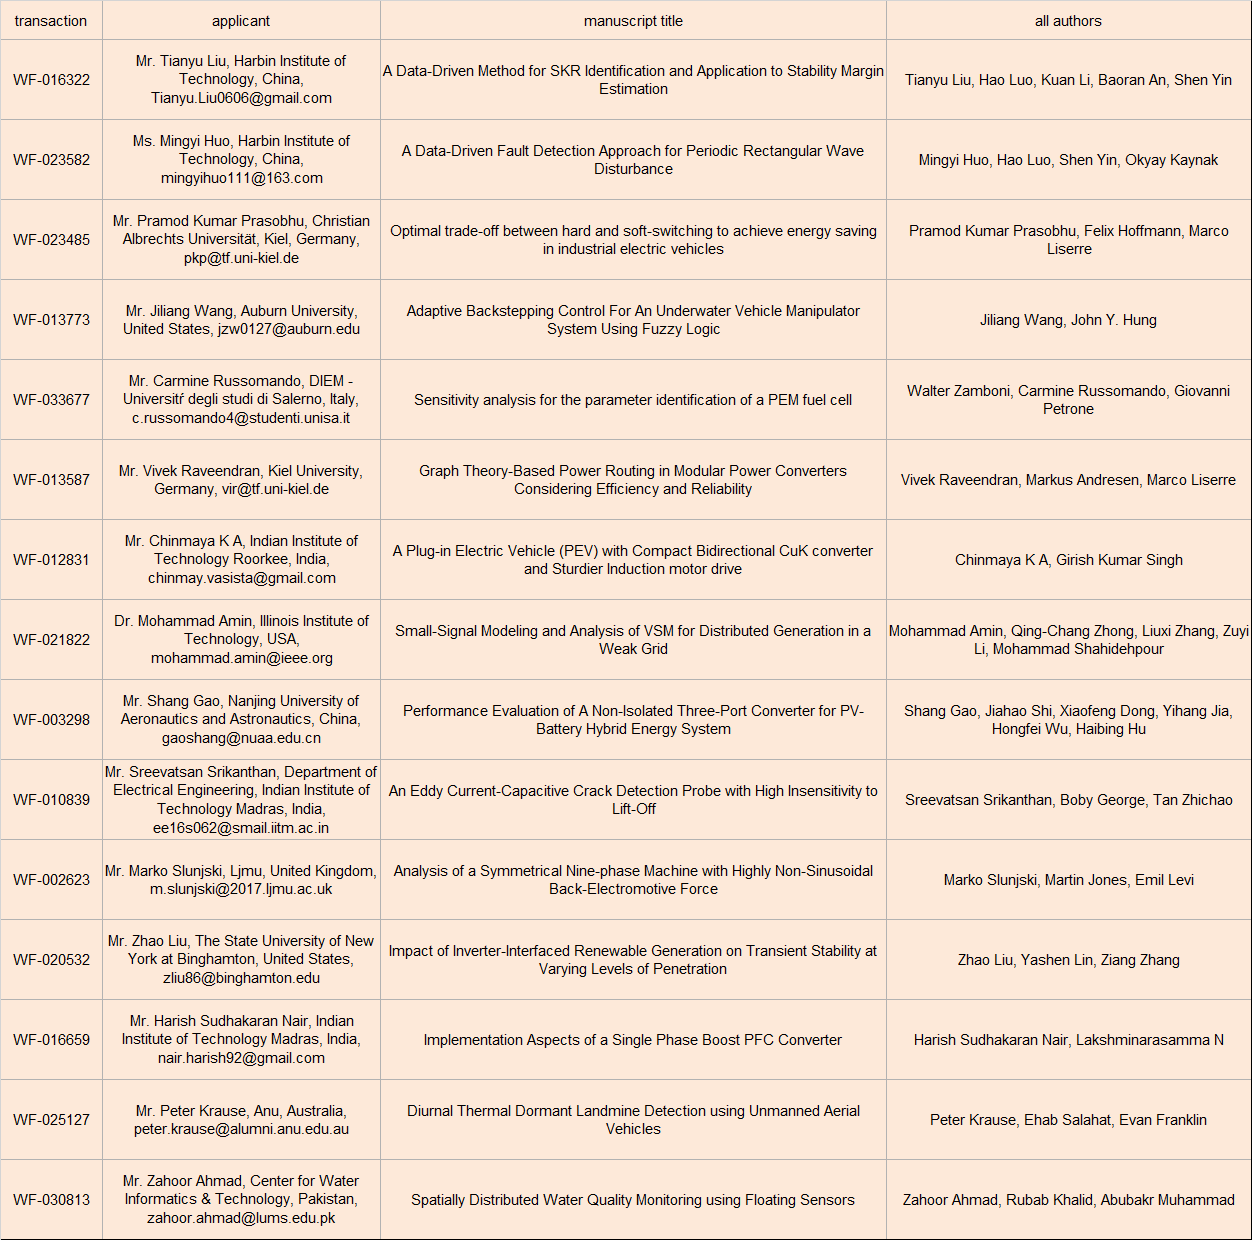 transaction
applicant
manuscript title
all authors
WF-016322
Mr. Tianyu Liu, Harbin Institute of
Technology, China,
Tianyu.Liu0606@gmail.com
A Data-Driven Method for SKR Identification and Application to Stability Margin
Estimation
Tianyu Liu, Hao Luo, Kuan Li, Baoran An, Shen Yin
WF-023582
Ms. Mingyi Huo, Harbin Institute of
Technology, China,
mingyihuo111@163.com
A Data-Driven Fault Detection Approach for Periodic Rectangular Wave
Disturbance
Mingyi Huo, Hao Luo, Shen Yin, Okyay Kaynak
WF-023485
Mr. Pramod Kumar Prasobhu, Christian
Albrechts Universität, Kiel, Germany,
pkp@tf.uni-kiel.de
Optimal trade-off between hard and soft-switching to achieve energy saving
in industrial electric vehicles
Pramod Kumar Prasobhu, Felix Hoffmann, Marco
Liserre
WF-013773
Mr. Jiliang Wang, Auburn University,
United States, jzw0127@auburn.edu
Adaptive Backstepping Control For An Underwater Vehicle Manipulator
System Using Fuzzy Logic
Jiliang Wang, John Y. Hung
WF-033677
Mr. Carmine Russomando, DIEM -
Universitŕ degli studi di Salerno, Italy,
c.russomando4@studenti.unisa.it
Sensitivity analysis for the parameter identification of a PEM fuel cell
Walter Zamboni, Carmine Russomando, Giovanni
Petrone
WF-013587
Mr. Vivek Raveendran, Kiel University,
Germany, vir@tf.uni-kiel.de
Graph Theory-Based Power Routing in Modular Power Converters
Considering Efficiency and Reliability
Vivek Raveendran, Markus Andresen, Marco Liserre
WF-012831
Mr. Chinmaya K A, Indian Institute of
Technology Roorkee, India,
chinmay.vasista@gmail.com
A Plug-in Electric Vehicle (PEV) with Compact Bidirectional CuK converter
and Sturdier Induction motor drive
Chinmaya K A, Girish Kumar Singh
WF-021822
Dr. Mohammad Amin, Illinois Institute of
Technology, USA,
mohammad.amin@ieee.org
Small-Signal Modeling and Analysis of VSM for Distributed Generation in a
Weak Grid
Mohammad Amin, Qing-Chang Zhong, Liuxi Zhang, Zuyi
Li, Mohammad Shahidehpour
WF-003298
Mr. Shang Gao, Nanjing University of
Aeronautics and Astronautics, China,
gaoshang@nuaa.edu.cn
Performance Evaluation of A Non-Isolated Three-Port Converter for PV-
Battery Hybrid Energy System
Shang Gao, Jiahao Shi, Xiaofeng Dong, Yihang Jia,
Hongfei Wu, Haibing Hu
WF-010839
Mr. Sreevatsan Srikanthan, Department of
Electrical Engineering, Indian Institute of
Technology Madras, India,
ee16s062@smail.iitm.ac.in
An Eddy Current-Capacitive Crack Detection Probe with High Insensitivity to
Lift-Off
Sreevatsan Srikanthan, Boby George, Tan Zhichao
WF-002623
Mr. Marko Slunjski, Ljmu, United Kingdom,
m.slunjski@2017.ljmu.ac.uk
Analysis of a Symmetrical Nine-phase Machine with Highly Non-Sinusoidal
Back-Electromotive Force
Marko Slunjski, Martin Jones, Emil Levi
WF-020532
Mr. Zhao Liu, The State University of New
York at Binghamton, United States,
zliu86@binghamton.edu
Impact of Inverter-Interfaced Renewable Generation on Transient Stability at
Varying Levels of Penetration
Zhao Liu, Yashen Lin, Ziang Zhang
WF-016659
Mr. Harish Sudhakaran Nair, Indian
Institute of Technology Madras, India,
nair.harish92@gmail.com
Implementation Aspects of a Single Phase Boost PFC Converter
Harish Sudhakaran Nair, Lakshminarasamma N
WF-025127
Mr. Peter Krause, Anu, Australia,
peter.krause@alumni.anu.edu.au
Diurnal Thermal Dormant Landmine Detection using Unmanned Aerial
Vehicles
Peter Krause, Ehab Salahat, Evan Franklin
WF-030813
Mr. Zahoor Ahmad, Center for Water
Informatics & Technology, Pakistan,
zahoor.ahmad@lums.edu.pk
Spatially Distributed Water Quality Monitoring using Floating Sensors
Zahoor Ahmad, Rubab Khalid, Abubakr Muhammad